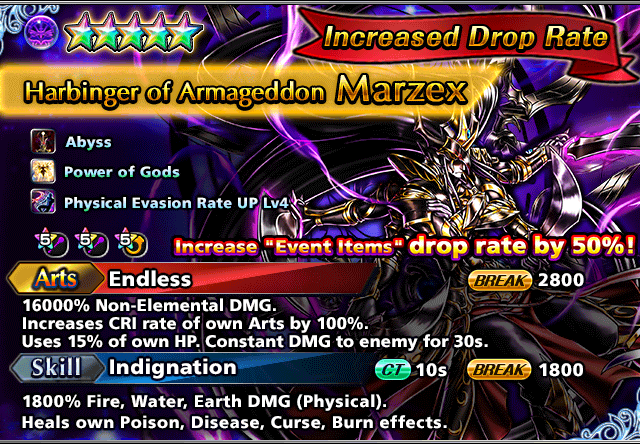 Increased Drop Rate
Harbinger of Armageddon Marzex
Abyss
Power of Gods
Physical Evasion Rate UP Lv4
5 5 5
Increase "Event Items" drop rate by 50%!
Arts Endless BREAK 2800
16000% Non-Elemental DMG.
Increases CRI rate of own Arts by 100%.
Uses 15% of own HP. Constant DMG to enemy for 30s.
Skill Indignation CT 10s BREAK 1800
1800% Fire, Water, Earth DMG (Physical).
Heals own Poison, Disease, Curse, Burn effects.